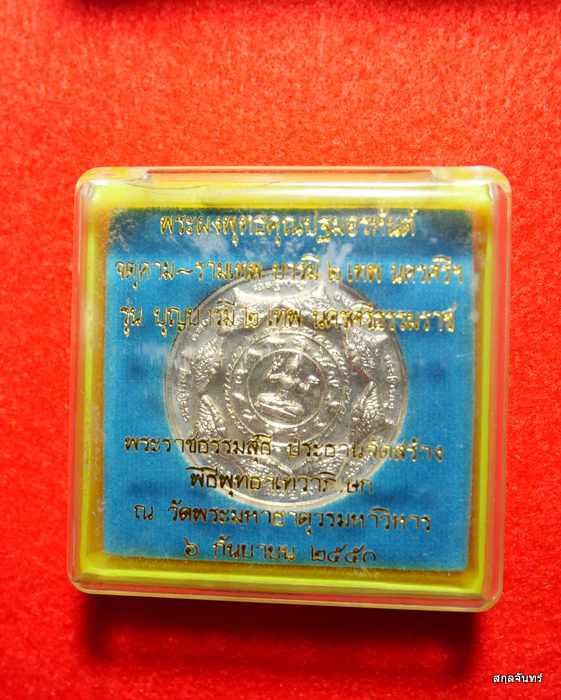 พระผงพุทธคุณปฐมอรหันต์
จตุคาม~รามเทพ บารมี ๒ เทพ นครศรีฯ
รุ่น บุญบารมี ๒ เทพ นครศรีธรรมราช
พระราชธรรมสุธี ประธานจัดสร้าง
พิธีพุทธาเทวาภิเษก
ณ วัดพระมหาธาตุวรมหาวิหาร
๖ กันยายน ๒๕๕๐
สกุลจันทร์